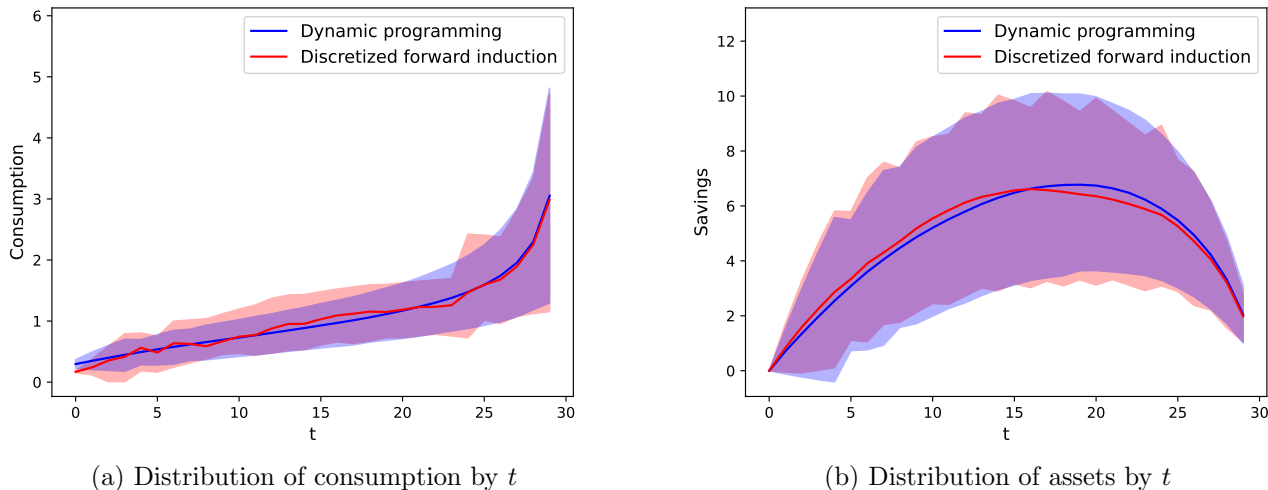 6
5
4
3
2
1
0
Consumption
Dynamic programming
Discretized forward induction
0 5 10 15 20 25 30
t
(a) Distribution of consumption by t
12
10
8
6
4
2
0
Savings
Dynamic programming
Discretized forward induction
0 5 10 15 20 25 30
t
(b) Distribution of assets by t